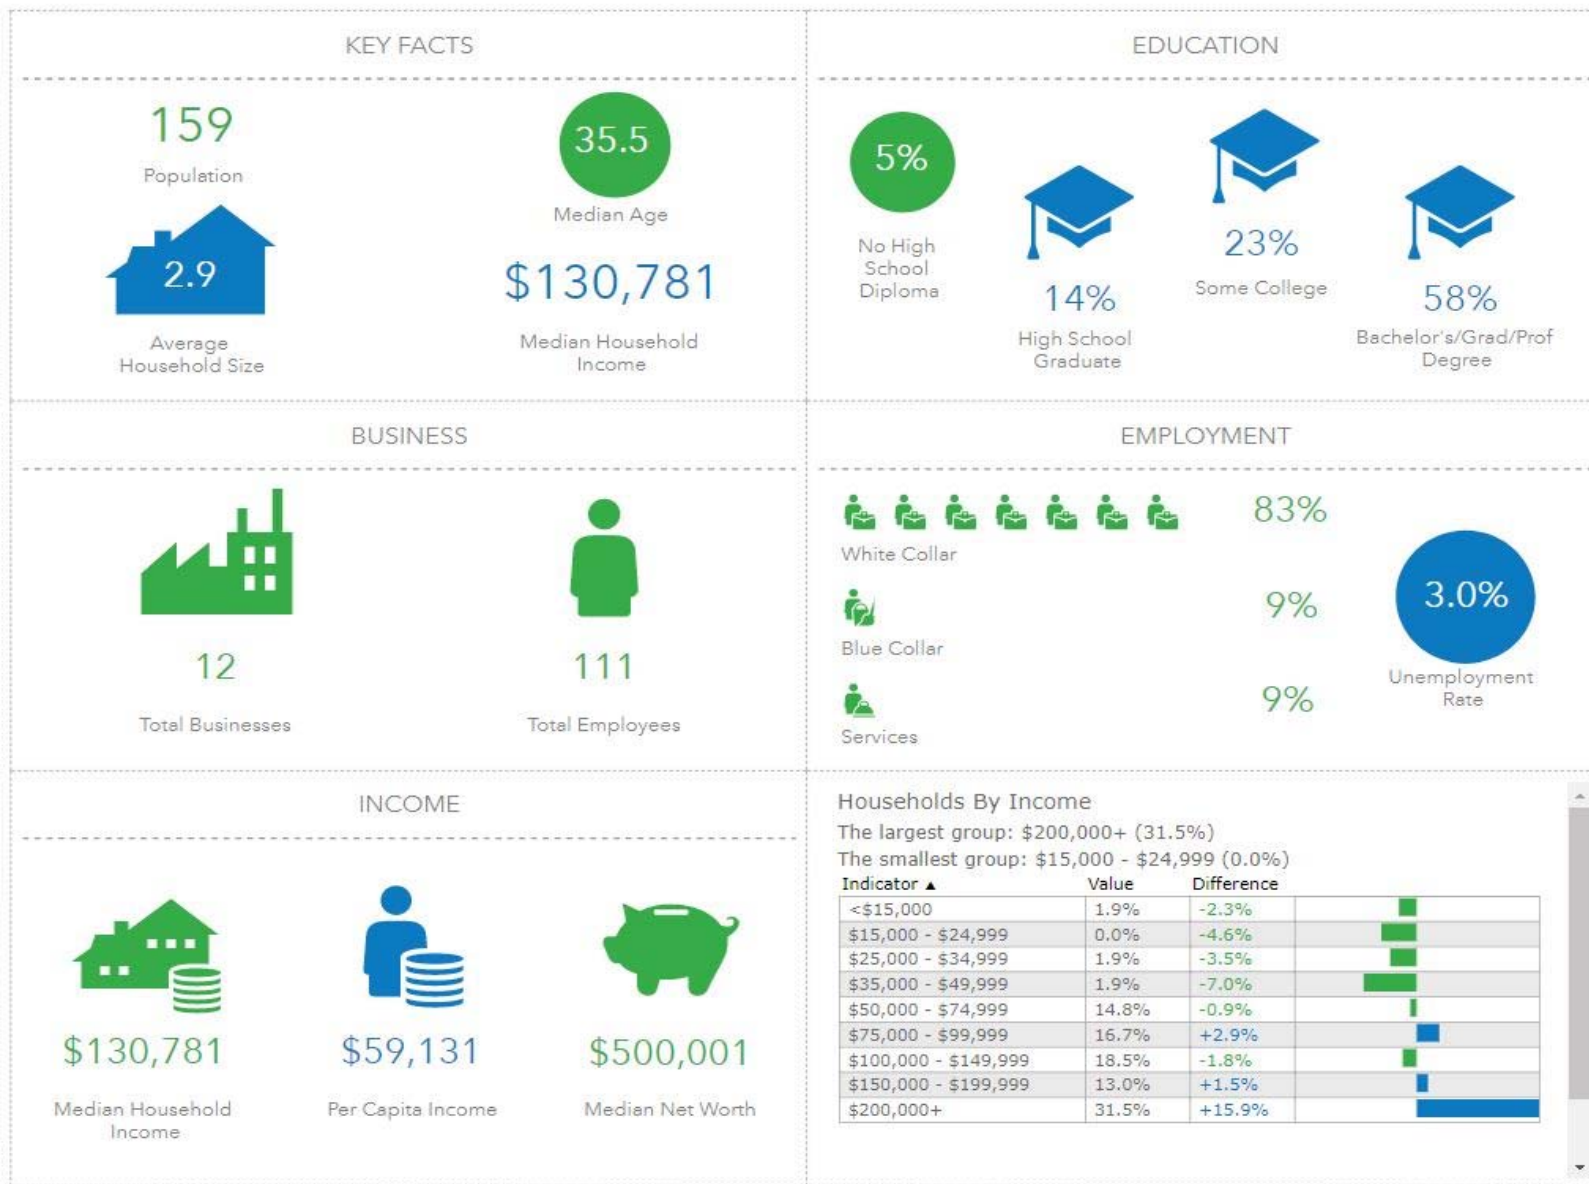 KEY FACTS
159
Population
35.5
Median Age
2.9
Average
Household Size
$130,781
Median Household
Income
EDUCATION
5%
No High
School
Diploma
14%
High School
Graduate
23%
Some College
58%
Bachelor's/Grad/Prof
Degree
BUSINESS
12
Total Businesses
111
Total Employees
EMPLOYMENT
83%
White Collar
9%
Blue Collar
9%
Services
3.0%
Unemployment
Rate
INCOME
$130,781
Median Household
Income
$59,131
Per Capita Income
$500,001
Median Net Worth
Households By Income
The largest group: $200,000+ (31.5%)
The smallest group: $15,000 - $24,999 (0.0%)
Indicator ▲ Value Difference
<$15,000 1.9% -2.3%
$15,000 - $24,999 0.0% -4.6%
$25,000 - $34,999 1.9% -3.5%
$35,000 - $49,999 1.9% -7.0%
$50,000 - $74,999 14.8% -0.9%
$75,000 - $99,999 16.7% +2.9%
$100,000 - $149,999 18.5% -1.8%
$150,000 - $199,999 13.0% +1.5%
$200,000+ 31.5% +15.9%